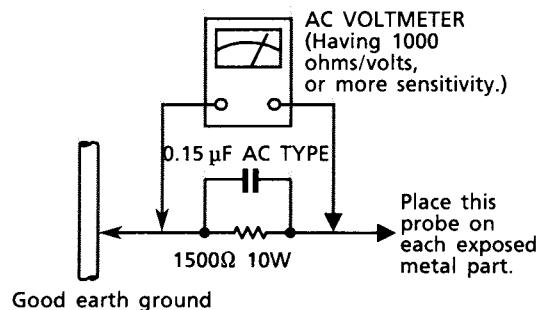 AC VOLTMETER
(Having 1000
ohms/volts,
or more sensitivity.)
0.15 μF AC TYPE
1500Ω 10W
Place this
probe on
each exposed
metal part.
Good earth ground